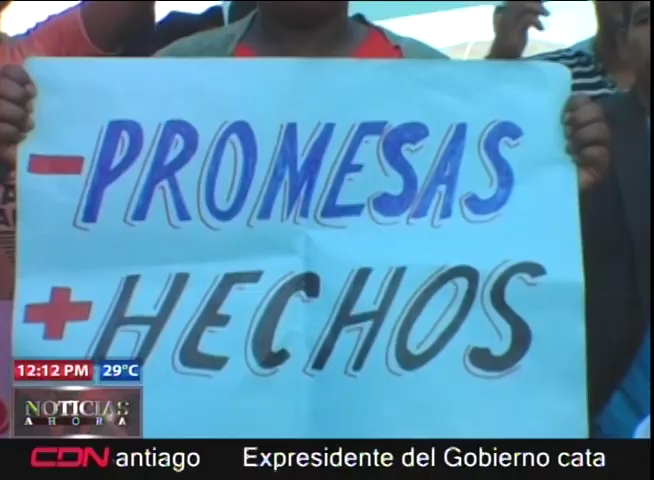 - PROMESAS
+ HECHOS
12:12 PM 29°C
NOTICIAS
AHORA
CDN antiago Expresidente del Gobierno cata